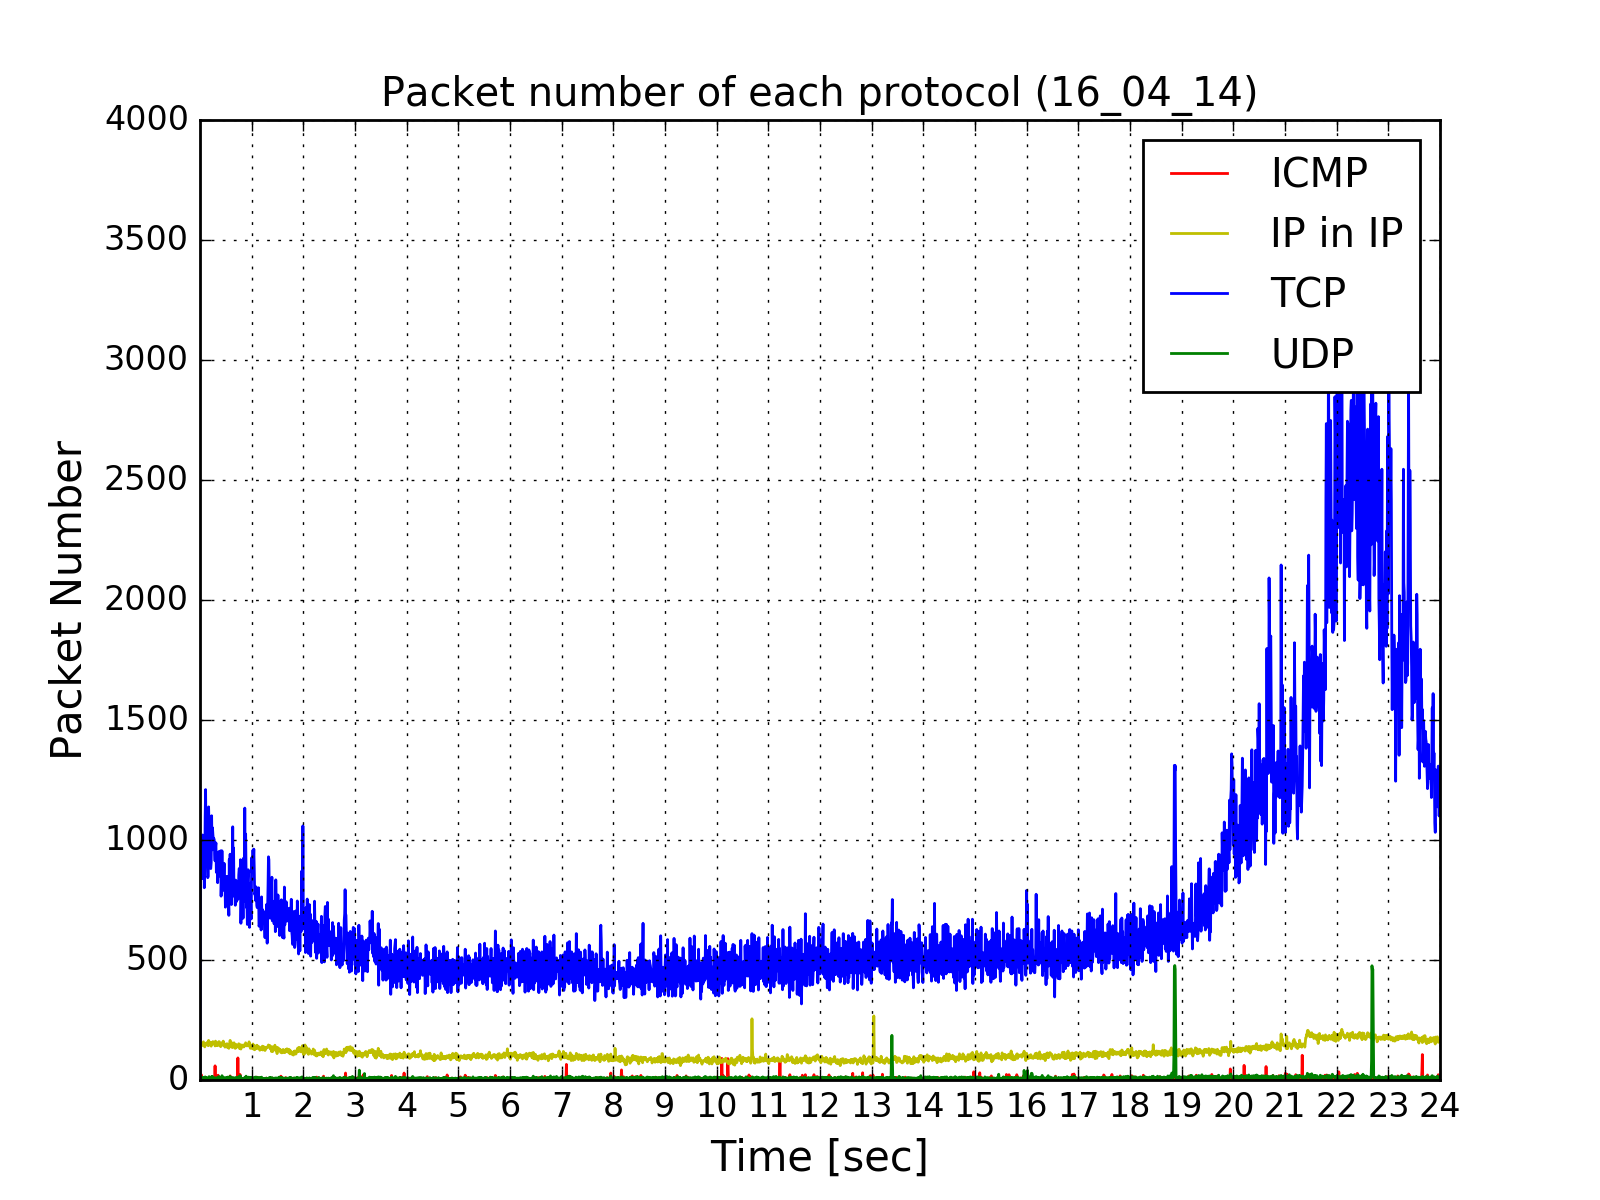 Packet number of each protocol (16_04_14)
4000
3500
3000
2500
2000
1500
1000
500
0
Packet Number
ICMP
IP in IP
TCP
UDP
1 2 3 4 5 6 7 8 9 10 11 12 13 14 15 16 17 18 19 20 21 22 23 24
Time [sec]